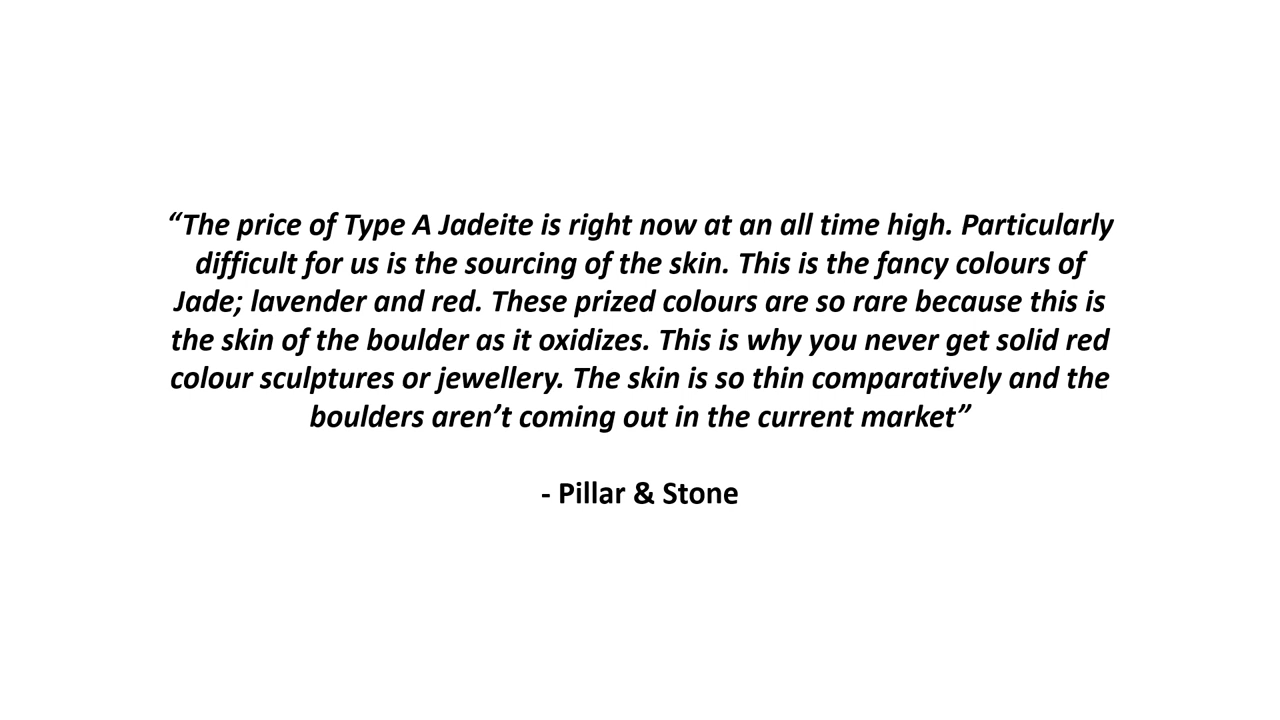 “The price of Type A Jadeite is right now at an all time high. Particularly
difficult for us is the sourcing of the skin. This is the fancy colours of
Jade; lavender and red. These prized colours are so rare because this is
the skin of the boulder as it oxidizes. This is why you never get solid red
colour sculptures or jewellery. The skin is so thin comparatively and the
boulders aren’t coming out in the current market”
- Pillar & Stone